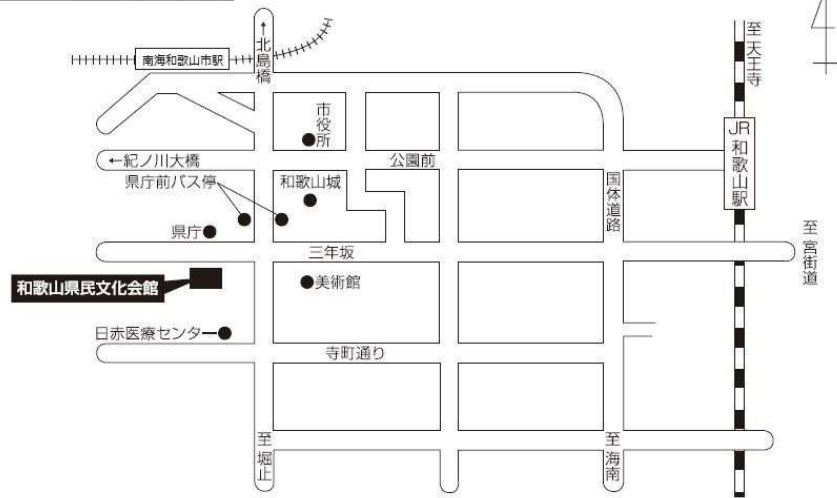 ↑北島橋
南海和歌山市駅
至天王寺
市役所
JR和歌山駅
←紀ノ川大橋
公園前
県庁前バス停
和歌山城
国体道路
県庁
三年坂
至宮街道
和歌山県民文化会館
美術館
日赤医療センター
寺町通り
至堀止
至海南